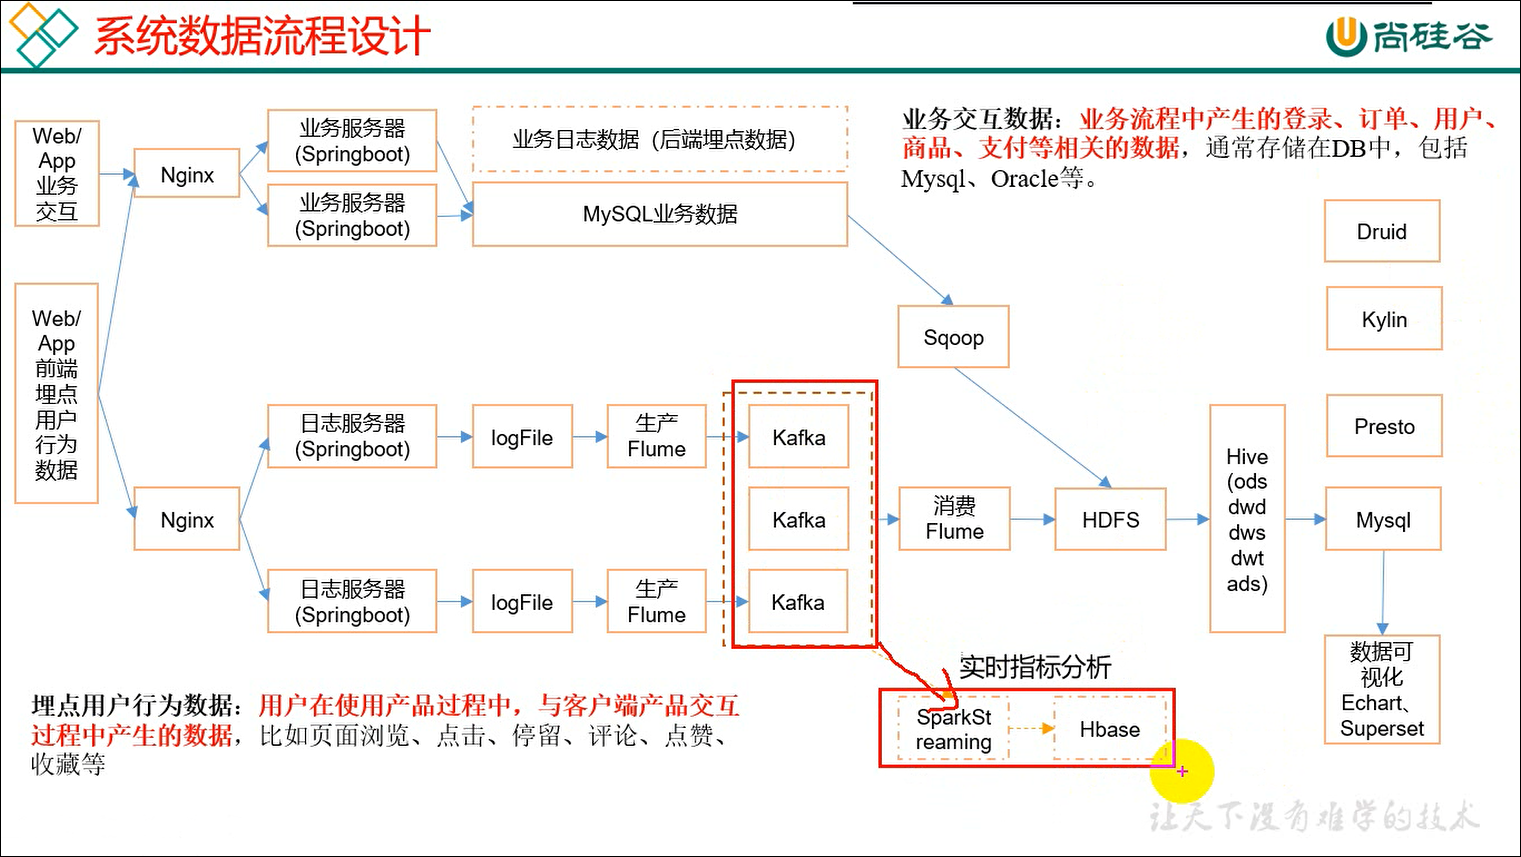 系统数据流程设计
尚硅谷
Web/
App
业务
交互
Nginx
业务服务器
(Springboot)
业务服务器
(Springboot)
业务日志数据（后端埋点数据）
MySQL业务数据
业务交互数据：业务流程中产生的登录、订单、用户、
商品、支付等相关的数据，通常存储在DB中，包括
Mysql、Oracle等。
Web/
App
前端
埋点
用户
行为
数据
Nginx
日志服务器
(Springboot)
logFile
生产
Flume
Kafka
Kafka
日志服务器
(Springboot)
logFile
生产
Flume
Kafka
Sqoop
消费
Flume
HDFS
Hive
(ods
dwd
dws
dwt
ads)
Druid
Kylin
Presto
Mysql
数据可
视化
Echart、
Superset
实时指标分析
SparkSt
reaming
Hbase
埋点用户行为数据：用户在使用产品过程中，与客户端产品交互
过程中产生的数据，比如页面浏览、点击、停留、评论、点赞、
收藏等
让天下没有难学的技术